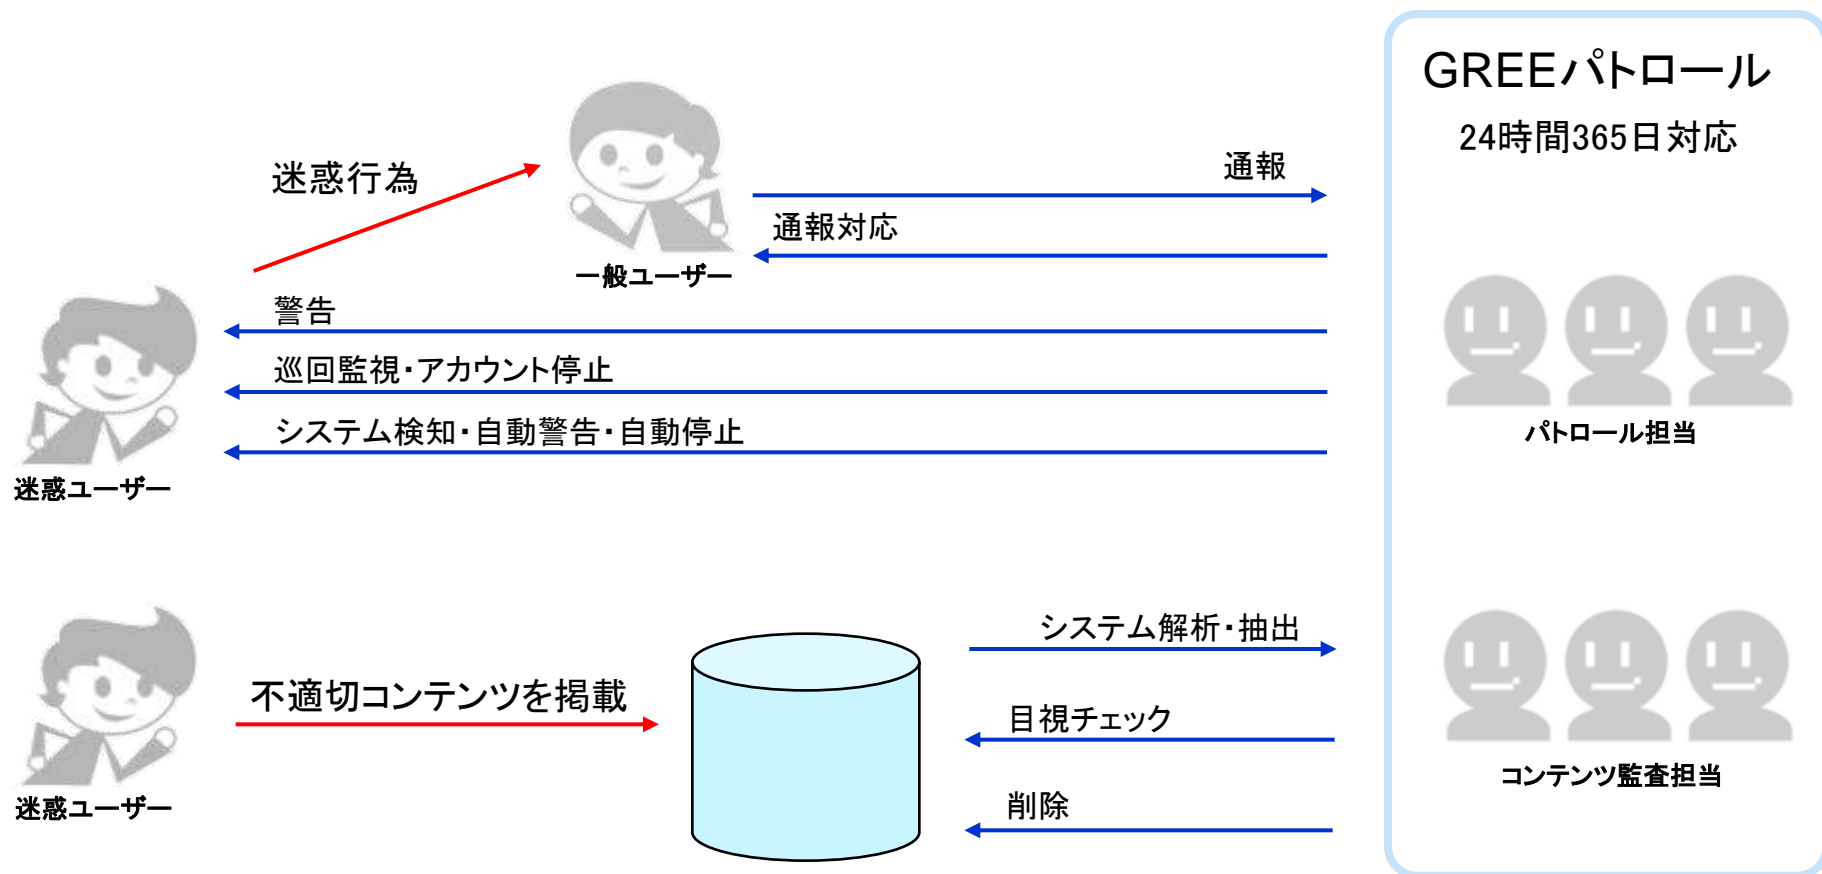 GREEパトロール
24時間365日対応
迷惑行為
通報
通報対応
一般ユーザー
警告
巡回監視・アカウント停止
システム検知・自動警告・自動停止
パトロール担当
迷惑ユーザー
システム解析・抽出
不適切コンテンツを掲載
目視チェック
コンテンツ監査担当
削除
迷惑ユーザー